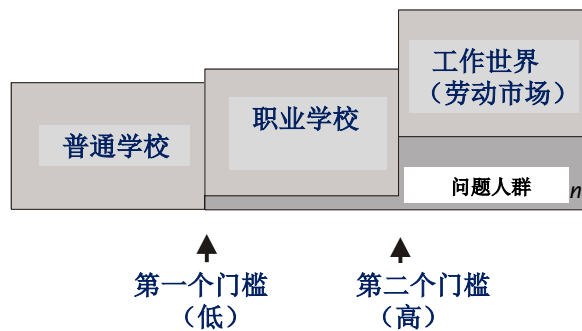 工作世界
（劳动市场）
职业学校
普通学校
问题人群
n
第一个门槛
（低）
第二个门槛
（高）